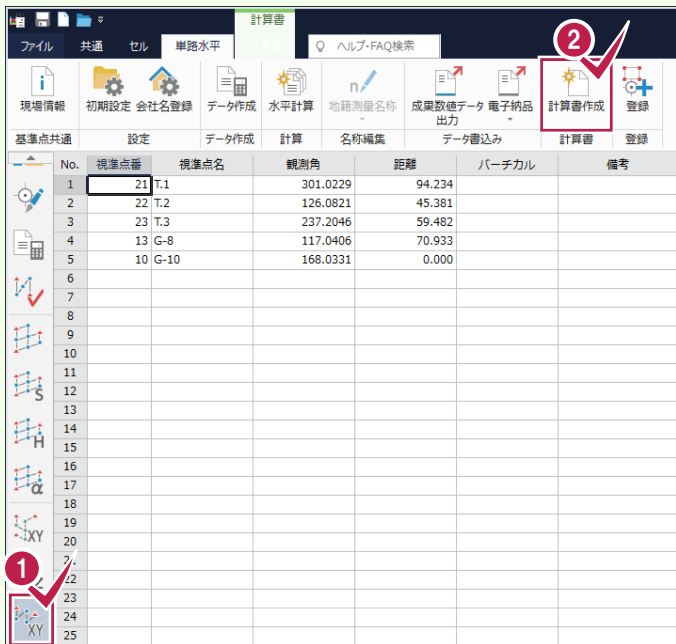 計算書
ファイル 共通 セル 単路水平 ヘルプ・FAQ検索
2
現場情報 初期設定 会社名登録 データ作成 水平計算 地籍測量名称 成果数値データ 電子納品 計算書作成 登録
出力
基準点共通 設定 データ作成 計算 名称編集 データ書込み 計算書 登録
No. 視準点番 視準点名 観測角 距離 バーチカル 備考
1 21 T.1 301.0229 94.234
2 22 T.2 126.0821 45.381
3 23 T.3 237.2046 59.482
4 13 G-8 117.0406 70.933
5 10 G-10 168.0331 0.000
6
7
8
9
10
11
12
S
13
14
H
15
16
17
α
18
19
XY
20
1
22
23
24
XY
25